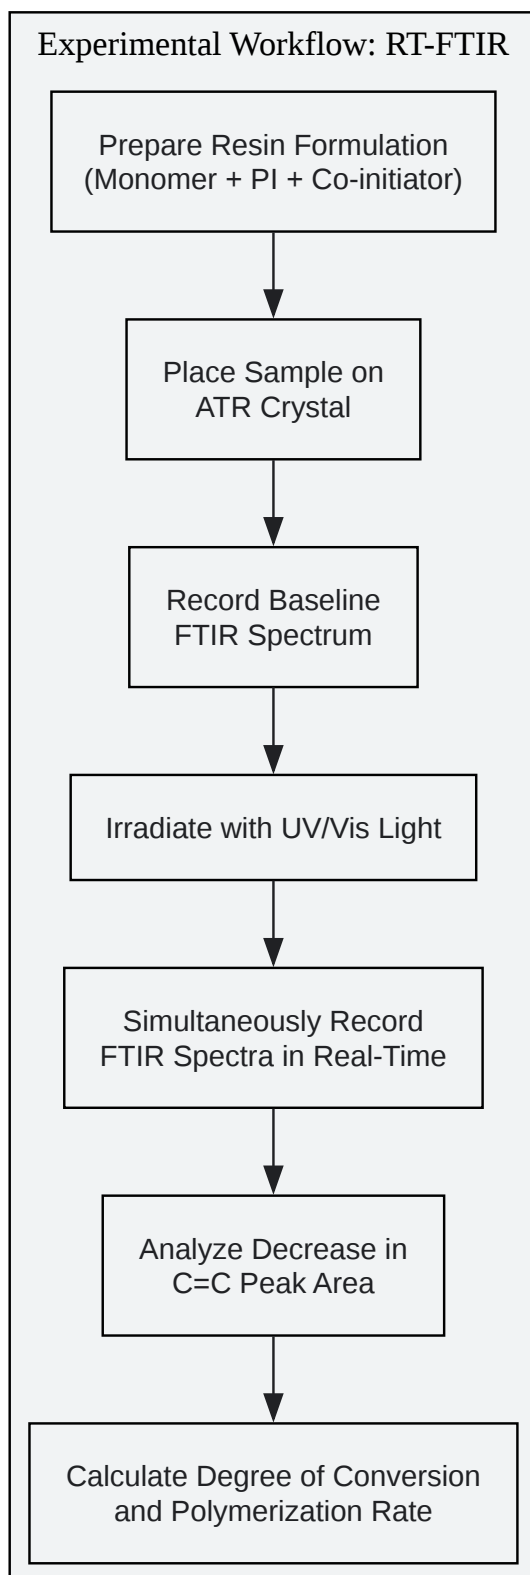 Experimental Workflow: RT-FTIR
Prepare Resin Formulation
(Monomer + PI + Co-initiator)
Place Sample on
ATR Crystal
Record Baseline
FTIR Spectrum
Irradiate with UV/Vis Light
Simultaneously Record
FTIR Spectra in Real-Time
Analyze Decrease in
C=C Peak Area
Calculate Degree of Conversion
and Polymerization Rate